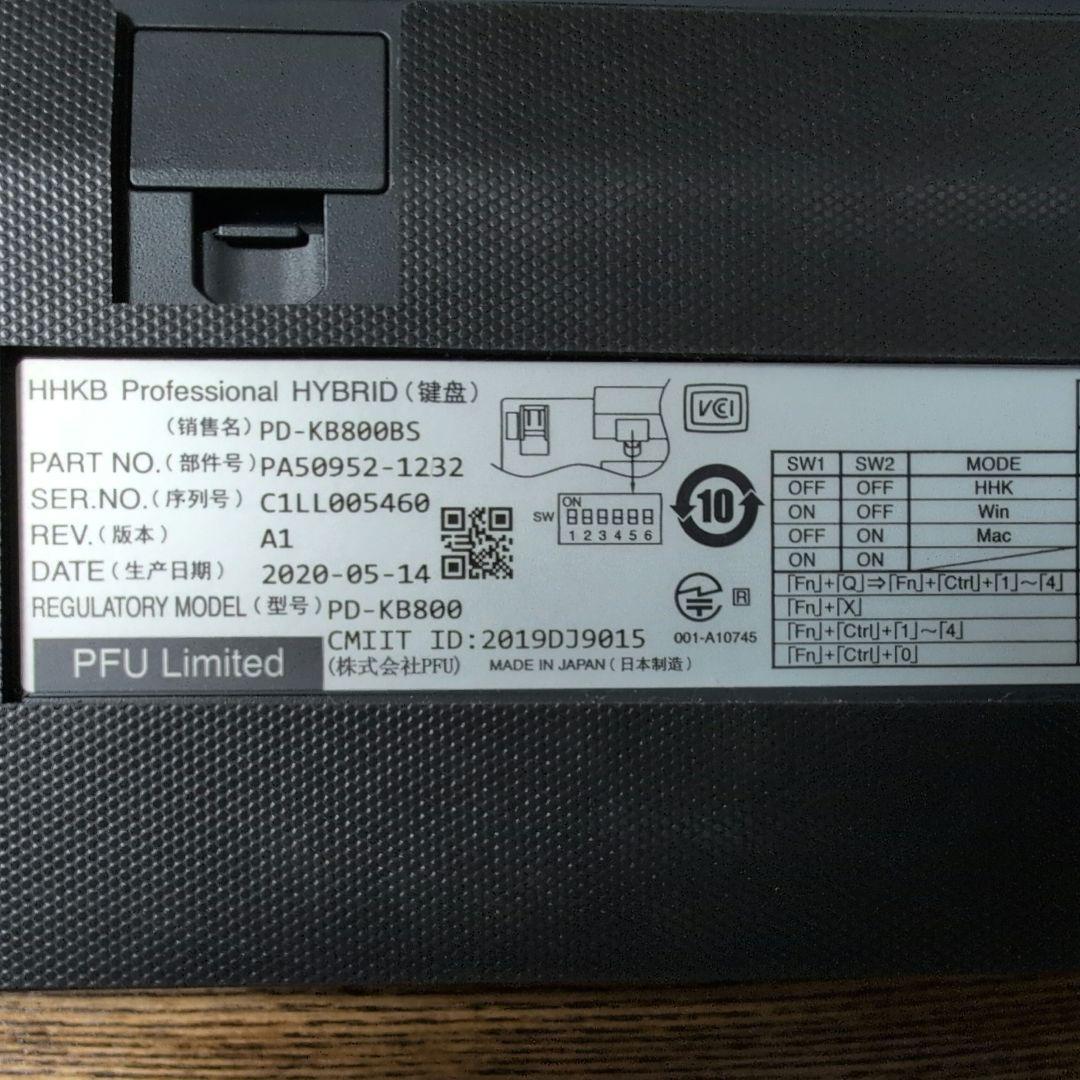 HHKB Professional HYBRID(键盘)
(销售名) PD-KB800BS
PART NO.(部件号) PA50952-1232
SER.NO.(序列号) C1LL005460
REV.(版本) A1
DATE(生产日期) 2020-05-14
REGULATORY MODEL(型号) PD-KB800
CMIIT ID:2019DJ9015
PFU Limited
(株式会社PFU) MADE IN JAPAN(日本制造)
SW
ON
1 2 3 4 5 6
VCCI
10
R
001-A10745
SW1 SW2 MODE
OFF OFF HHK
ON OFF Win
OFF ON Mac
ON ON
「Fn」+「Q」⇒「Fn」+「Ctrl」+「1」~「4」
「Fn」+「X」
「Fn」+「Ctrl」+「1」~「4」
「Fn」+「Ctrl」+「0」